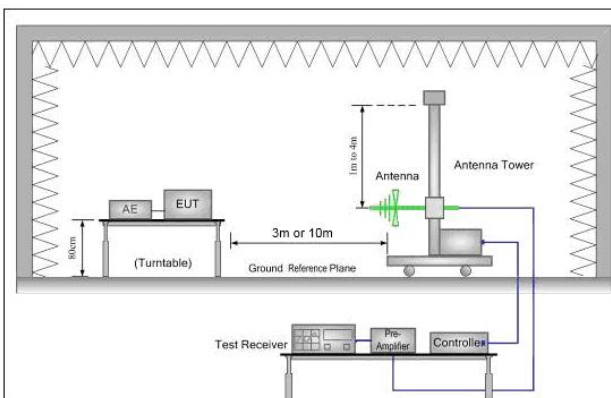 1m to 4m
Antenna
Antenna Tower
AE
EUT
80cm
(Turntable)
3m or 10m
Ground Reference Plane
Test Receiver
Pre-
Amplifier
Controller